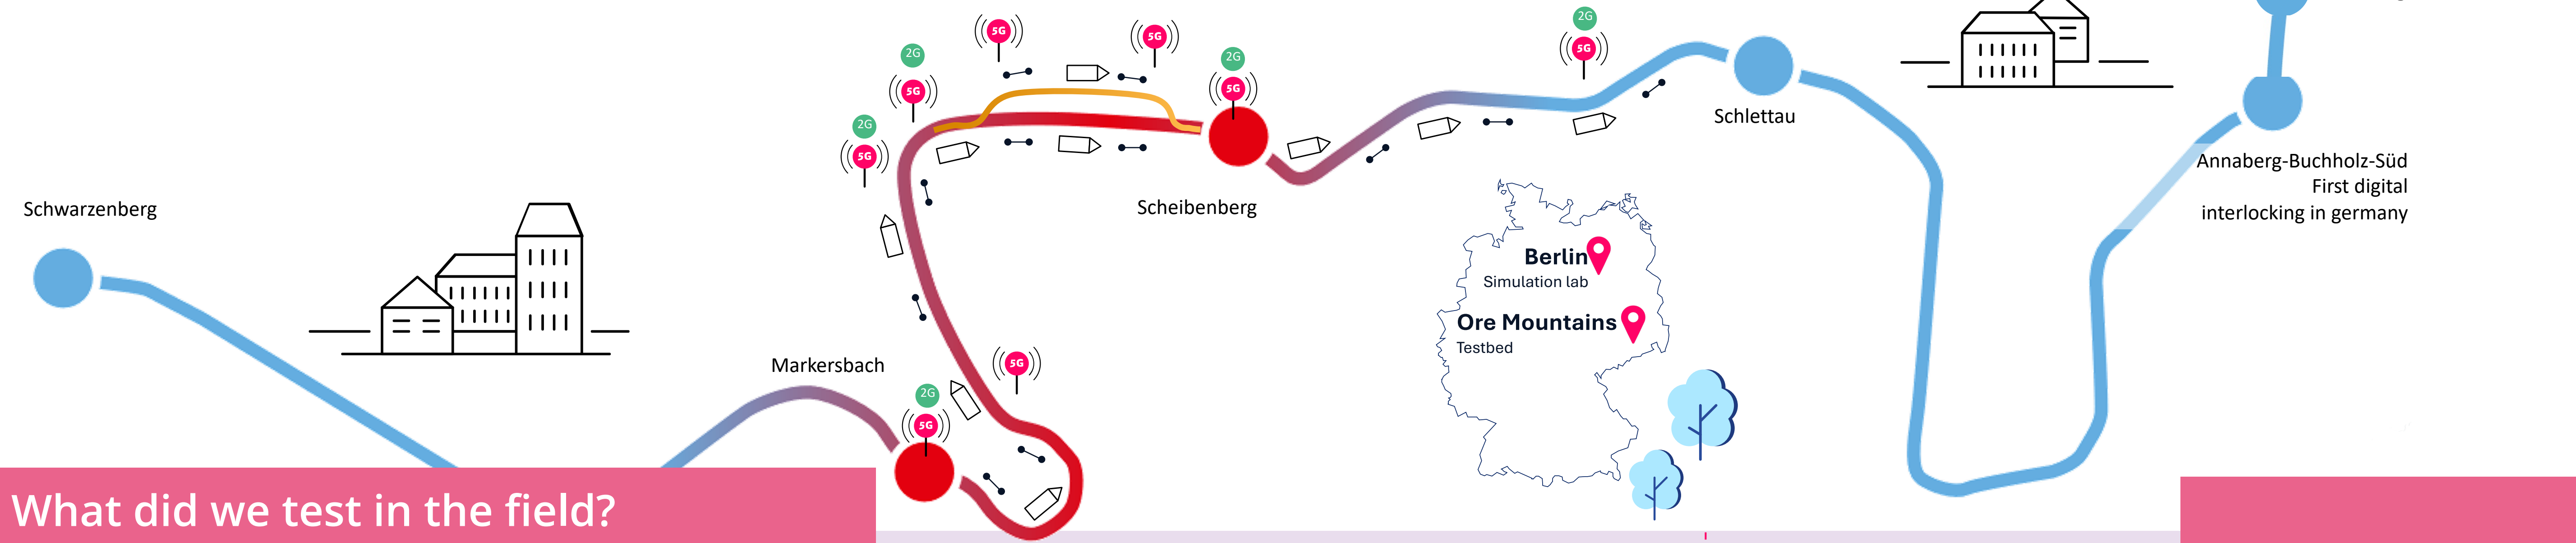 5G
5G
2G
2G
5G
2G
5G
2G
5G
2G
5G
Schlettau
Annaberg-Buchholz-Süd
First digital
interlocking in germany
Schwarzenberg
Scheibenberg
Berlin
Simulation lab
Ore Mountains
Testbed
Markersbach
5G
2G
5G
What did we test in the field?